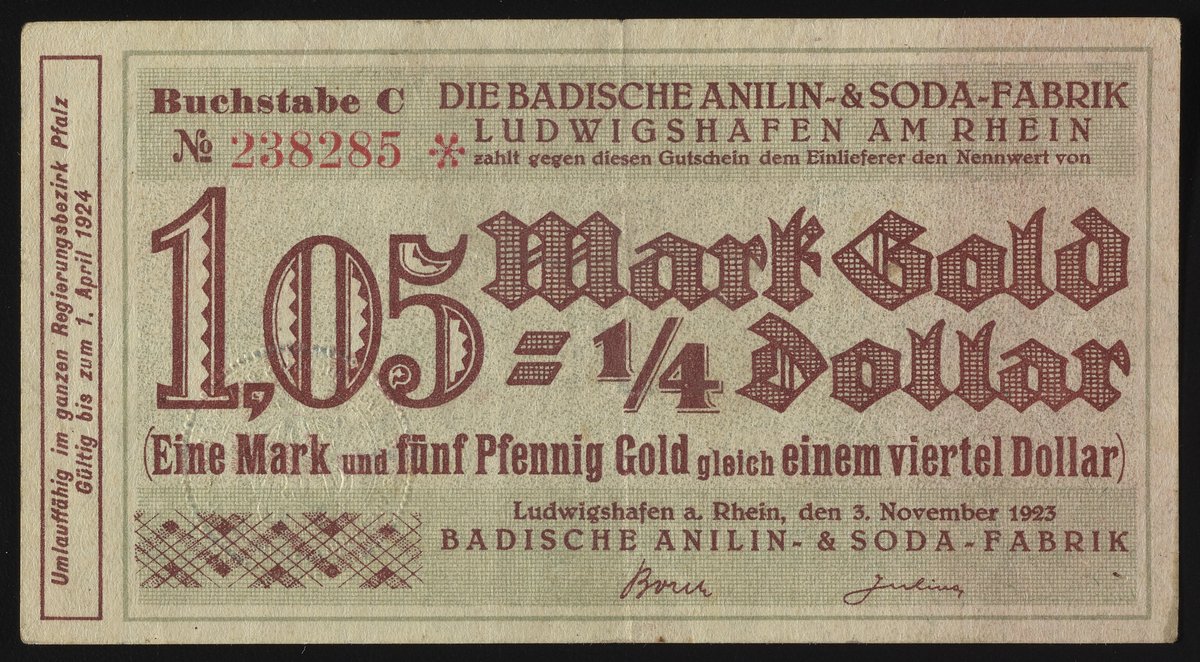 Umlauffähig im ganzen Regierungsbezirk Pfalz
Gültig bis zum 1. April 1924
Buchstabe C
№ 238285 *
DIE BADISCHE ANILIN- & SODA-FABRIK
LUDWIGSHAFEN AM RHEIN
zahlt gegen diesen Gutschein dem Einlieferer den Nennwert von
1,05 Mark Gold
= 1/4 Dollar
(Eine Mark und fünf Pfennig Gold gleich einem viertel Dollar)
Ludwigshafen a. Rhein, den 3. November 1923
BADISCHE ANILIN- & SODA-FABRIK
Julius